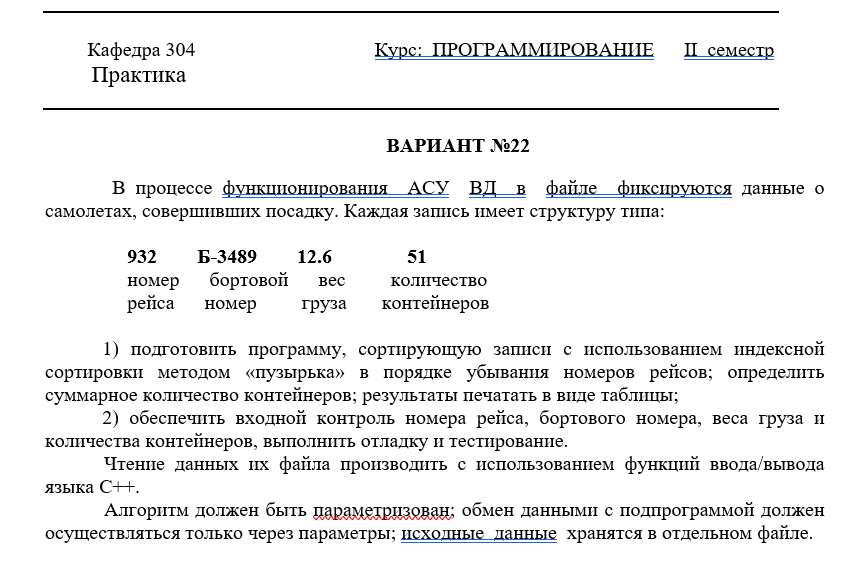 Кафедра 304 Курс: ПРОГРАММИРОВАНИЕ II семестр
Практика
ВАРИАНТ №22
В процессе функционирования АСУ ВД в файле фиксируются данные о
самолетах, совершивших посадку. Каждая запись имеет структуру типа:
932 Б-3489 12.6 51
номер бортовой вес количество
рейса номер груза контейнеров
1) подготовить программу, сортирующую записи с использованием индексной
сортировки методом «пузырька» в порядке убывания номеров рейсов; определить
суммарное количество контейнеров; результаты печатать в виде таблицы;
2) обеспечить входной контроль номера рейса, бортового номера, веса груза и
количества контейнеров, выполнить отладку и тестирование.
Чтение данных их файла производить с использованием функций ввода/вывода
языка С++.
Алгоритм должен быть параметризован; обмен данными с подпрограммой должен
осуществляться только через параметры; исходные данные хранятся в отдельном файле.